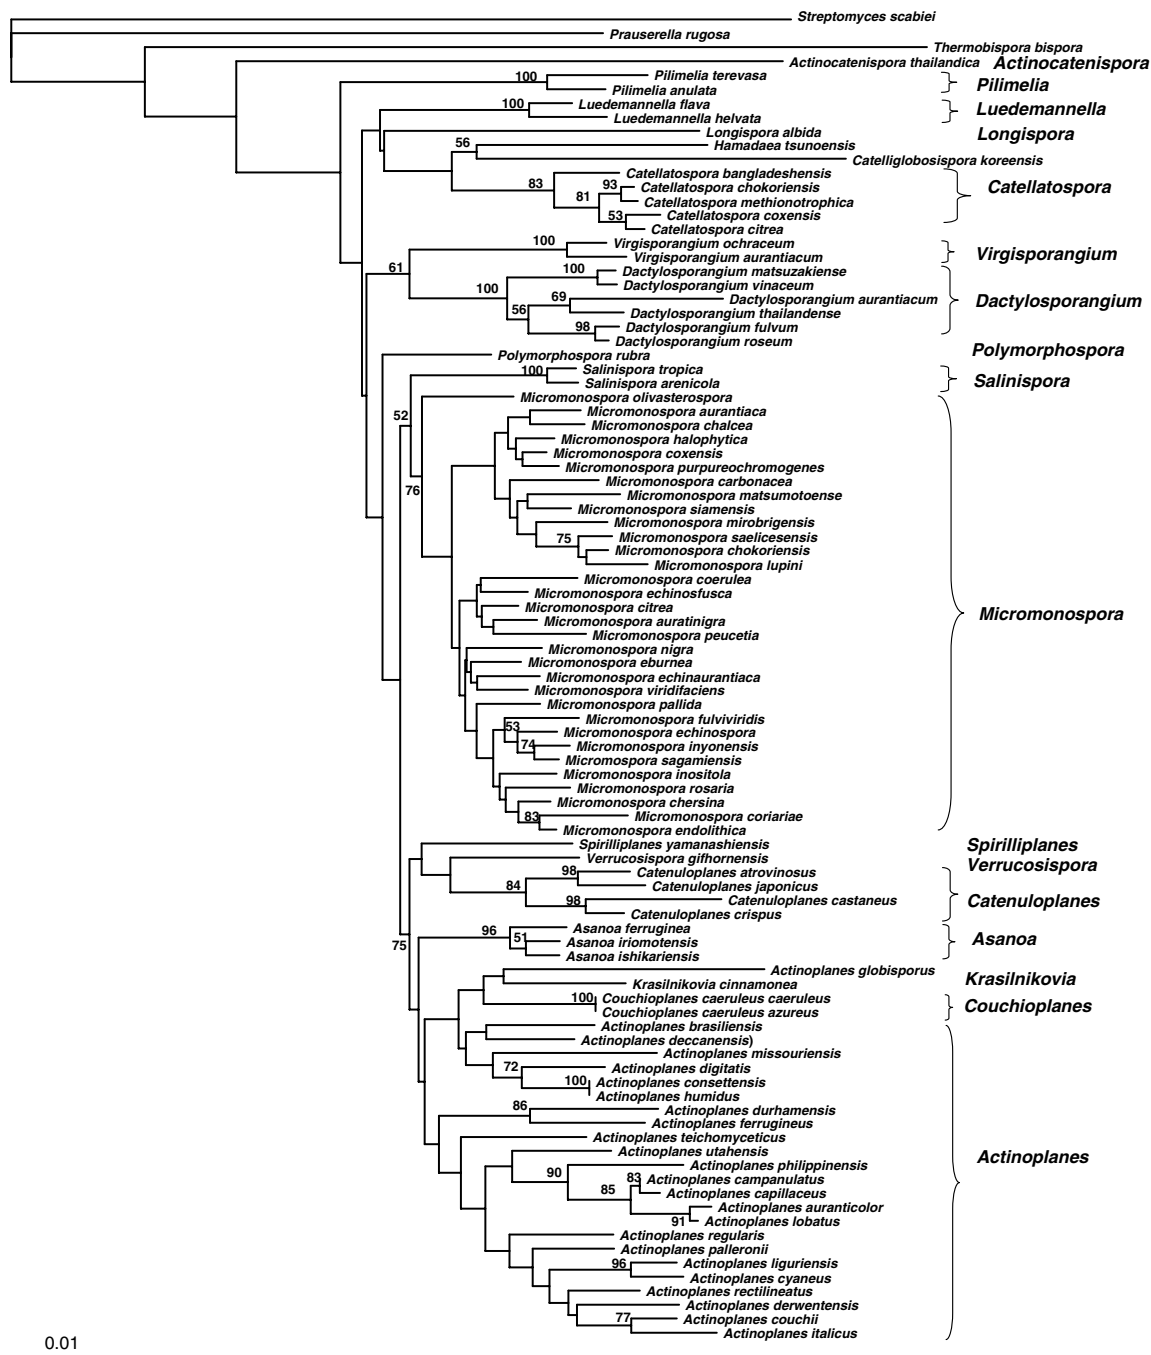 Streptomyces scabiei
Prauserella rugosa
Thermobispora bispora
Actinocatenispora thailandica Actinocatenispora
100 Pilimelia terevasa
Pilimelia
Pilimelia anulata
100 Luedemannella flava
Luedemannella
Luedemannella helvata
Longispora albida Longispora
56 Hamadaea tsunoensis
Catelliglobosispora koreensis
Catellatospora bangladeshensis
83 93 Catellatospora chokoriensis Catellatospora
81 Catellatospora methionotrophica
53 Catellatospora coxensis
Catellatospora citrea
100 Virgisporangium ochraceum
Virgisporangium
Virgisporangium aurantiacum
61 100 Dactylosporangium matsuzakiense
100 Dactylosporangium vinaceum
69 Dactylosporangium aurantiacum Dactylosporangium
56 Dactylosporangium thailandense
98 Dactylosporangium fulvum
Dactylosporangium roseum
Polymorphospora rubra Polymorphospora
100 Salinispora tropica
Salinispora
Salinispora arenicola
Micromonospora olivasterospora
52 Micromonospora aurantiaca
Micromonospora chalcea
Micromonospora halophytica
Micromonospora coxensis
Micromonospora purpureochromogenes
Micromonospora carbonacea
76 Micromonospora matsumotoense
Micromonospora siamensis
Micromonospora mirobrigensis
75 Micromonospora saelicesensis
Micromonospora chokoriensis
Micromonospora lupini
Micromonospora coerulea
Micromonospora echinosfusca
Micromonospora citrea
Micromonospora
Micromonospora auratinigra
Micromonospora peucetia
Micromonospora nigra
Micromonospora eburnea
Micromonospora echinaurantiaca
Micromonospora viridifaciens
Micromonospora pallida
Micromonospora fulviviridis
53 Micromonospora echinospora
74 Micromonospora inyonensis
Micromospora sagamiensis
Micromonospora inositola
Micromonospora rosaria
Micromonospora chersina
83 Micromonospora coriariae
Micromonospora endolithica
Spirilliplanes yamanashiensis Spirilliplanes
Verrucosispora gifhornensis Verrucosispora
98 Catenuloplanes atrovinosus
84 Catenuloplanes japonicus
98 Catenuloplanes castaneus Catenuloplanes
Catenuloplanes crispus
96 Asanoa ferruginea
75 51 Asanoa iriomotensis Asanoa
Asanoa ishikariensis
Actinoplanes globisporus
Krasilnikovia cinnamonea Krasilnikovia
100 Couchioplanes caeruleus caeruleus
Couchioplanes
Couchioplanes caeruleus azureus
Actinoplanes brasiliensis
Actinoplanes deccanensis)
Actinoplanes missouriensis
72 Actinoplanes digitatis
100 Actinoplanes consettensis
Actinoplanes humidus
86 Actinoplanes durhamensis
Actinoplanes ferrugineus
Actinoplanes teichomyceticus
Actinoplanes utahensis
Actinoplanes
90 Actinoplanes philippinensis
83 Actinoplanes campanulatus
85 Actinoplanes capillaceus
Actinoplanes auranticolor
91 Actinoplanes lobatus
Actinoplanes regularis
Actinoplanes palleronii
96 Actinoplanes liguriensis
Actinoplanes cyaneus
Actinoplanes rectilineatus
Actinoplanes derwentensis
77 Actinoplanes couchii
Actinoplanes italicus
0.01